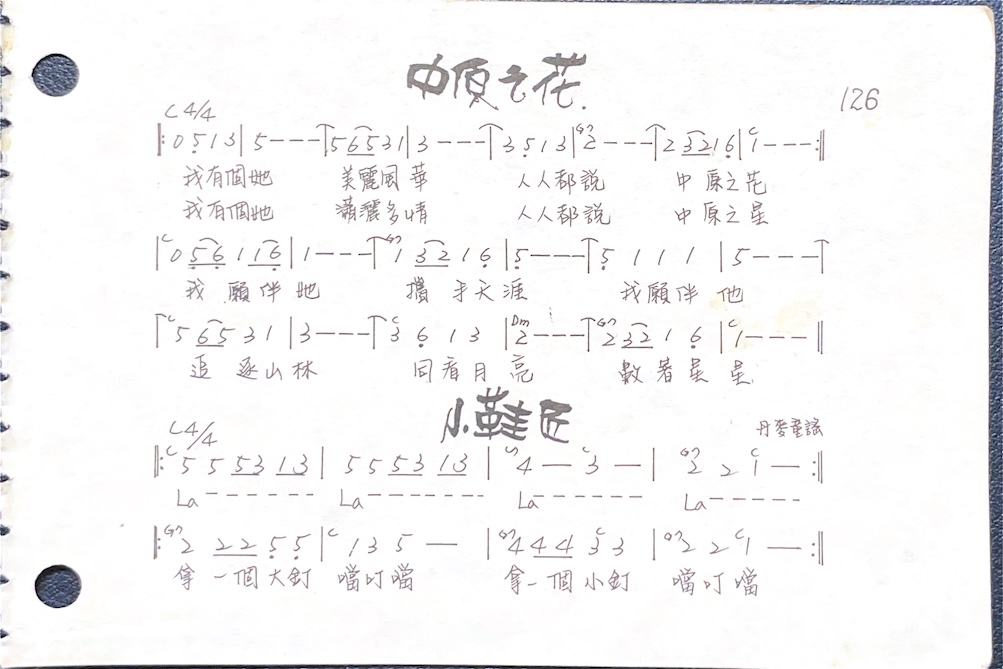 中原之花
126
C 4/4
‖: 0 5 1 3 | 5 - - - | 5 6 5 3 1 | 3 - - - | 3 5 1 3 | G7 2 - - - | 2 3 2 1 6 | C 1 - - - :‖
我有個她 美麗風華 人人都說 中原之花
我有個她 瀟灑多情 人人都說 中原之星
| C 0 5 6 1 1 6 | 1 - - - | G7 1 3 2 1 6 | 5 - - - | 5 1 1 1 | 5 - - - |
我願伴她 攜手天涯 我願伴他
| C 5 6 5 3 1 | 3 - - - | C 3 6 1 3 | Dm 2 - - - | G7 2 3 2 1 6 | C 1 - - - ‖
追逐山林 同看月亮 數著星星
小鞋匠
C 4/4
丹麥童謠
‖: C 5 5 5 3 1 3 | 5 5 5 3 1 3 | G7 4 — C 3 — | G7 2 2 C 1 — :‖
La - - - - - - - La - - - - - - - - La - - - - - - La - - - - - - -
‖: G7 2 2 2 5 5 | C 1 3 5 — | G7 4 4 4 C 3 3 | G7 2 2 C 1 — :‖
拿一個大釘 噹叮噹 拿一個小釘 噹叮噹